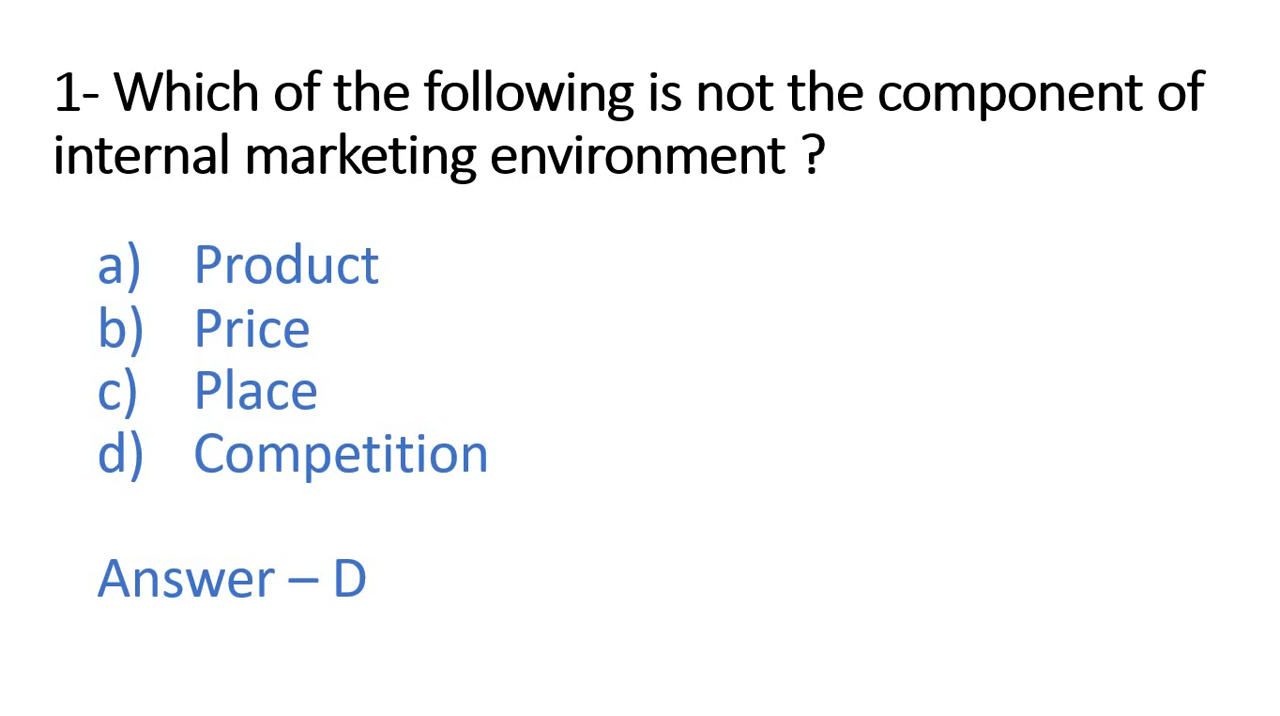 1- Which of the following is not the component of
internal marketing environment ?
a) Product
b) Price
c) Place
d) Competition
Answer – D